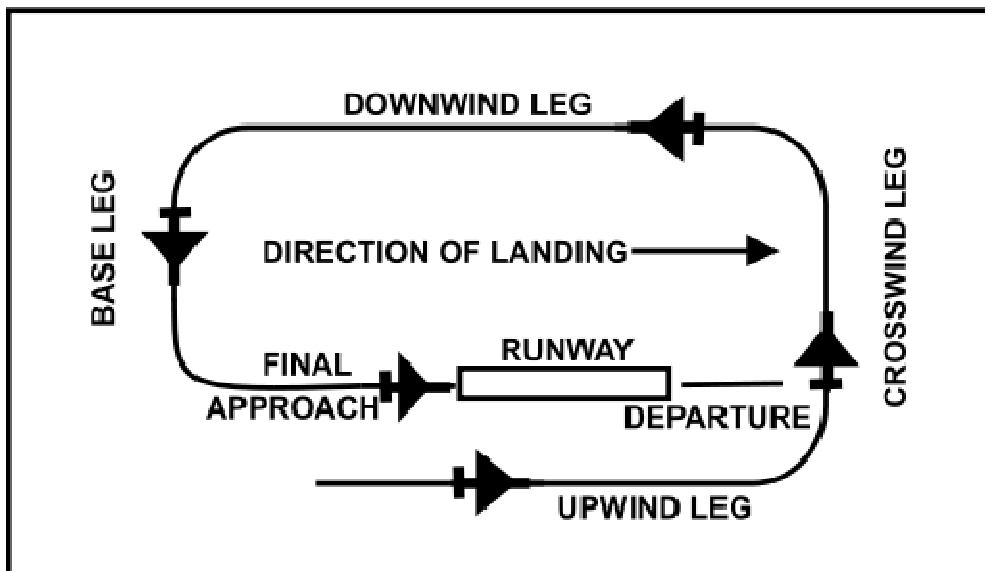 DOWNWIND LEG
BASE LEG
CROSSWIND LEG
DIRECTION OF LANDING
RUNWAY
FINAL
APPROACH
DEPARTURE
UPWIND LEG